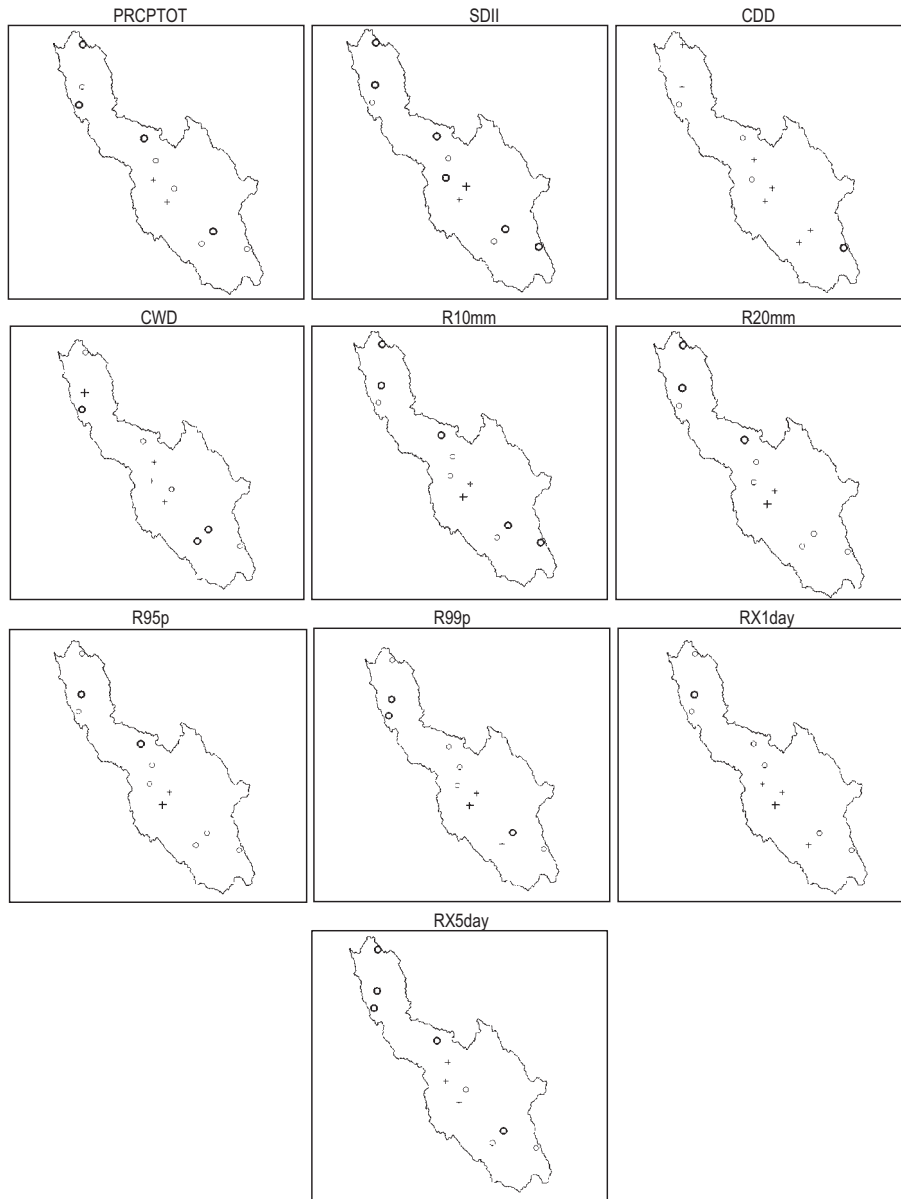 PRCPTOT
SDII
CDD
CWD
R10mm
R20mm
R95p
R99p
RX1day
RX5day